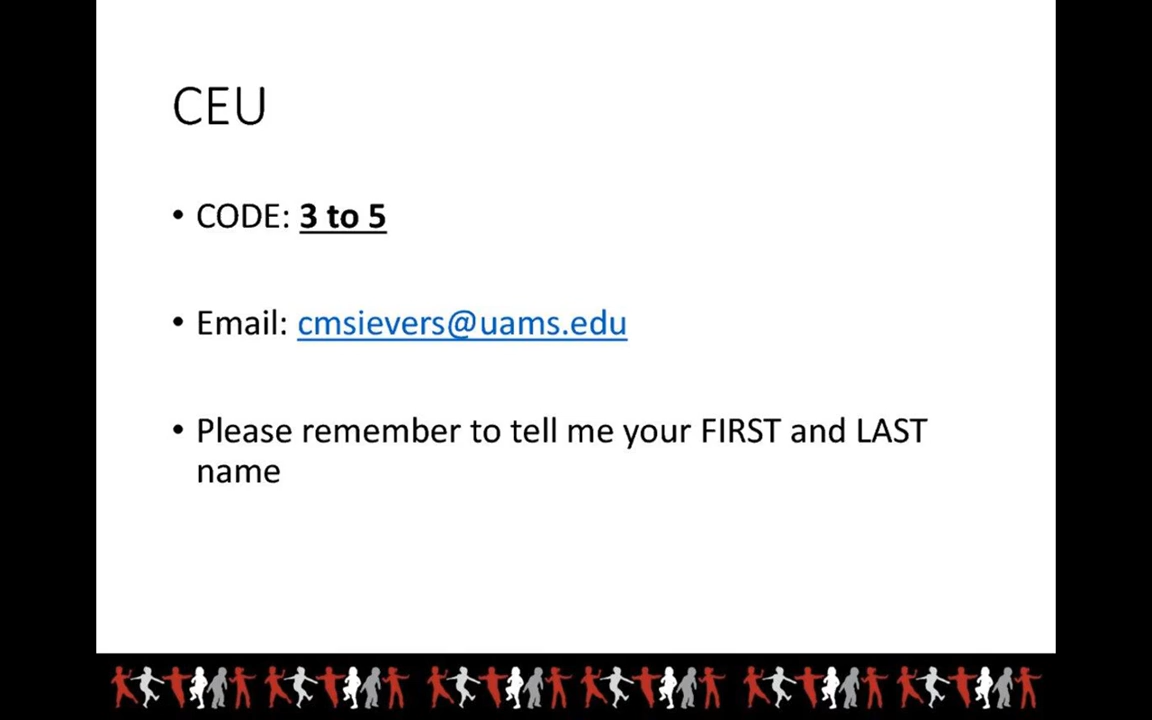 CEU
• CODE: 3 to 5
• Email: cmsievers@uams.edu
• Please remember to tell me your FIRST and LAST
name